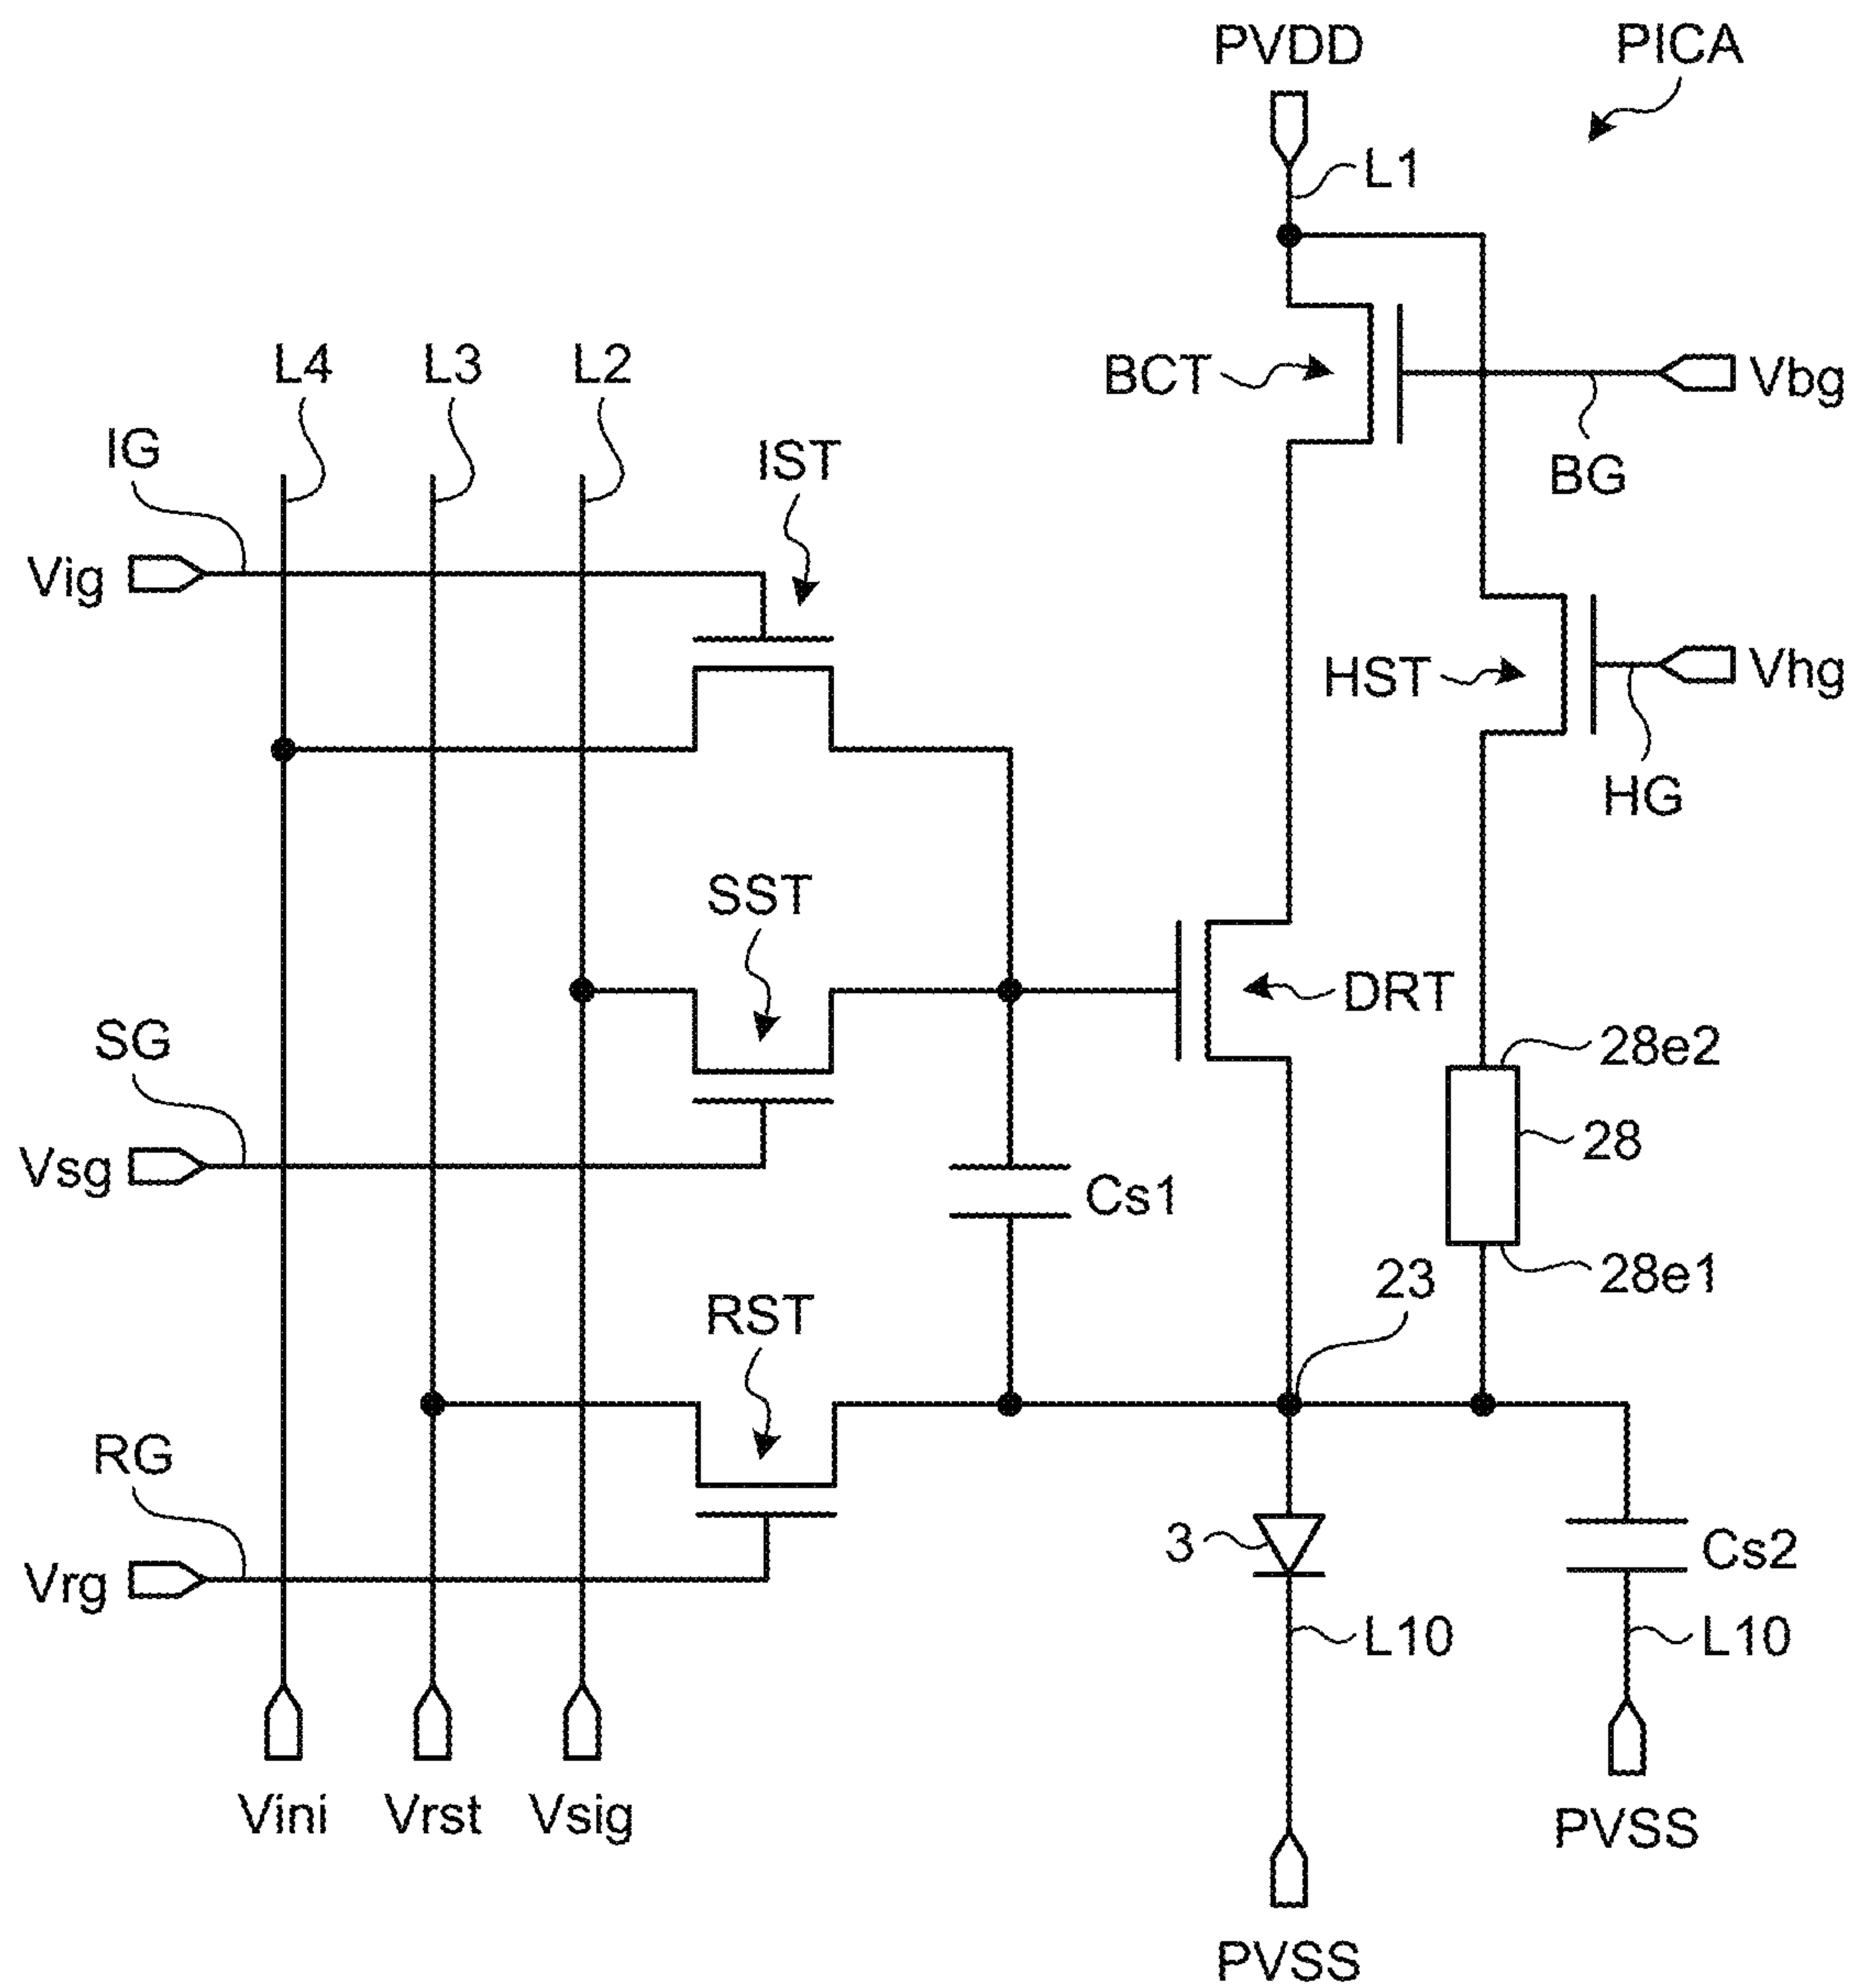 PVDD
PICA
L1
L4
L3
L2
BCT
Vbg
IG
IST
BG
Vig
HST
Vhg
HG
SST
DRT
SG
28e2
28
Vsg
Cs1
28e1
23
RST
RG
3
Cs2
Vrg
L10
L10
Vini
Vrst
Vsig
PVSS
PVSS